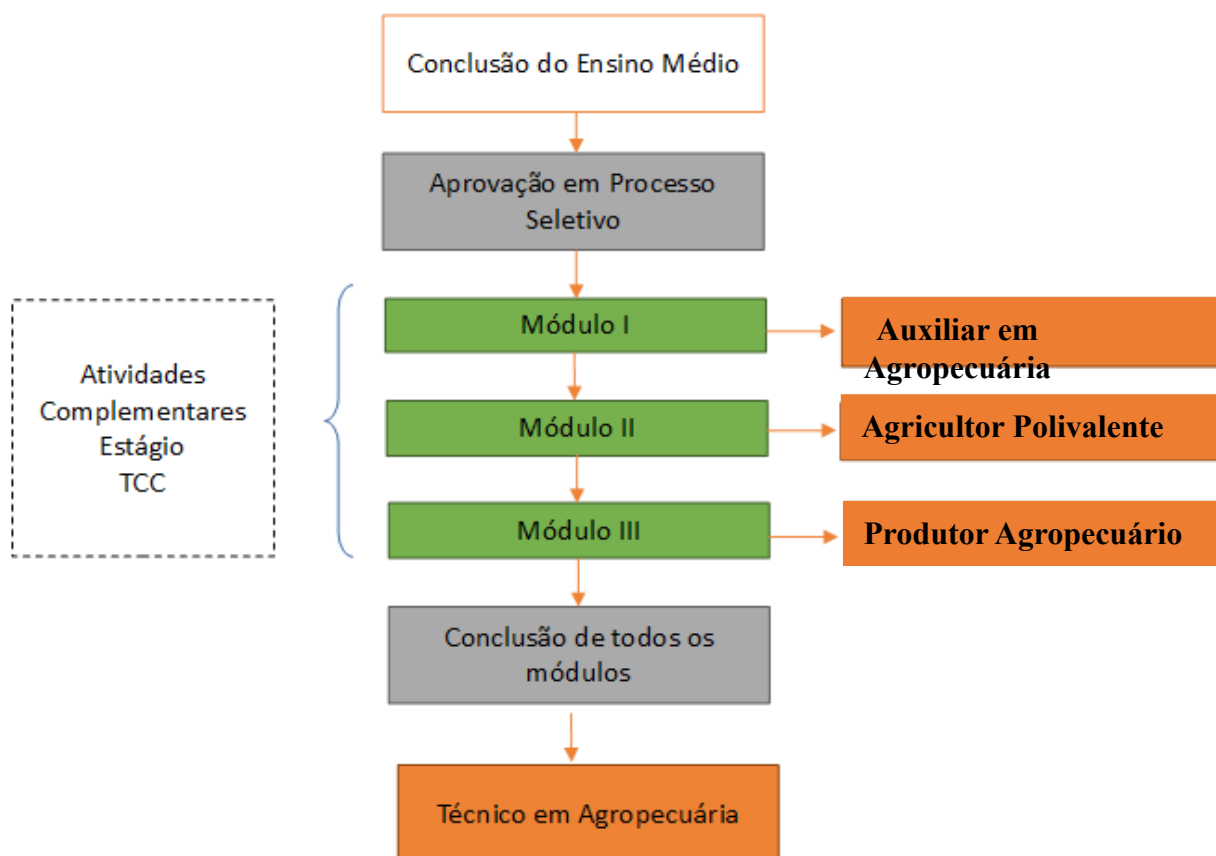 Conclusão do Ensino Médio
Aprovação em Processo
Seletivo
Módulo I
Auxiliar em
Agropecuária
Atividades
Complementares
Estágio
TCC
Módulo II
Agricultor Polivalente
Módulo III
Produtor Agropecuário
Conclusão de todos os
módulos
Técnico em Agropecuária